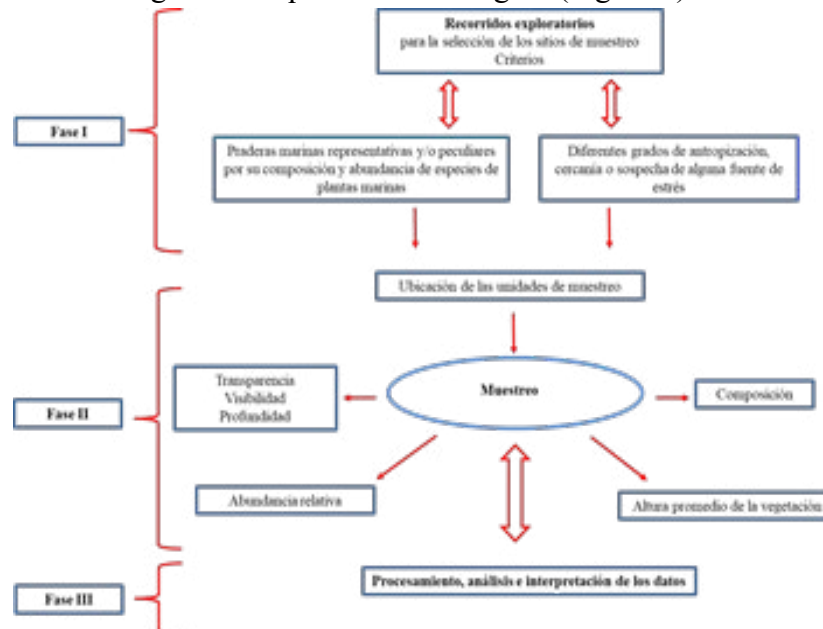 Recorridos exploratorios
para la selección de los sitios de muestreo
Criterios
Fase I
Praderas marinas representativas y/o peculiares
por su composición y abundancia de especies de
plantas marinas
Diferentes grados de antropización,
cercanía o sospecha de alguna fuente de
estrés
Ubicación de las unidades de muestreo
Fase II
Transparencia
Visibilidad
Profundidad
Muestreo
Composición
Abundancia relativa
Altura promedio de la vegetación
Procesamiento, análisis e interpretación de los datos
Fase III